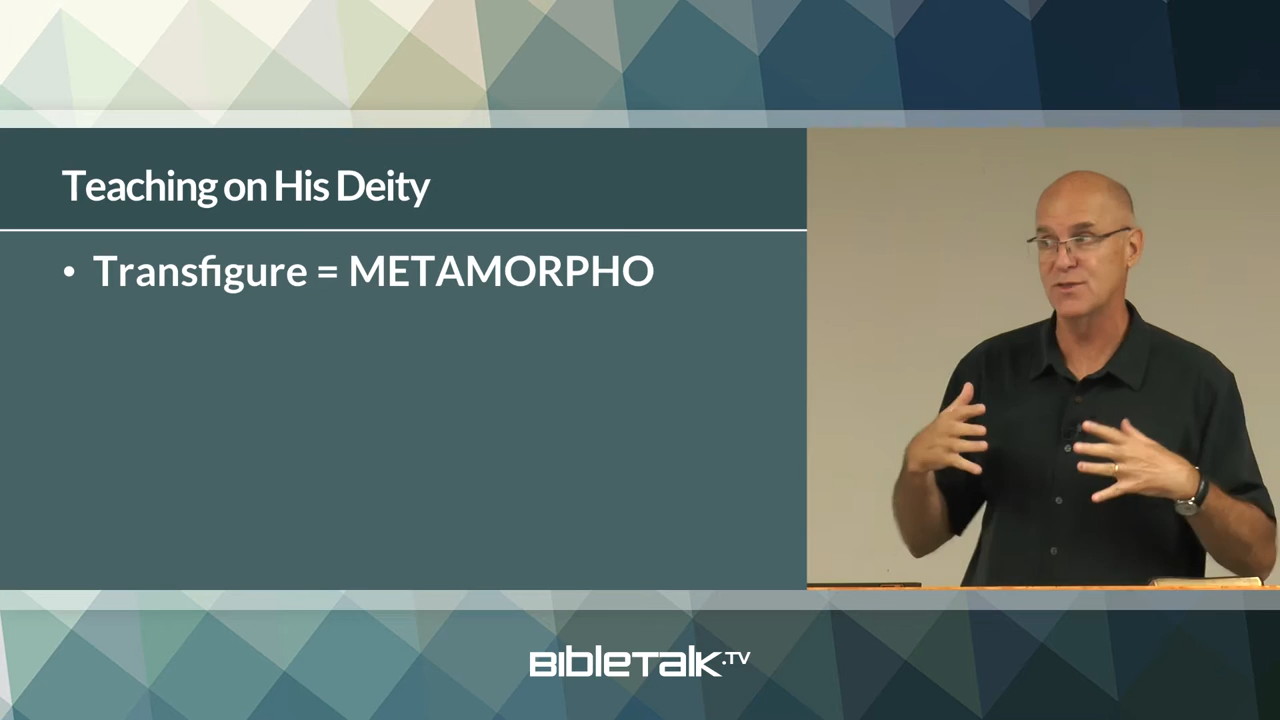 Teaching on His Deity
• Transfigure = METAMORPHO
BIBLETALK.TV